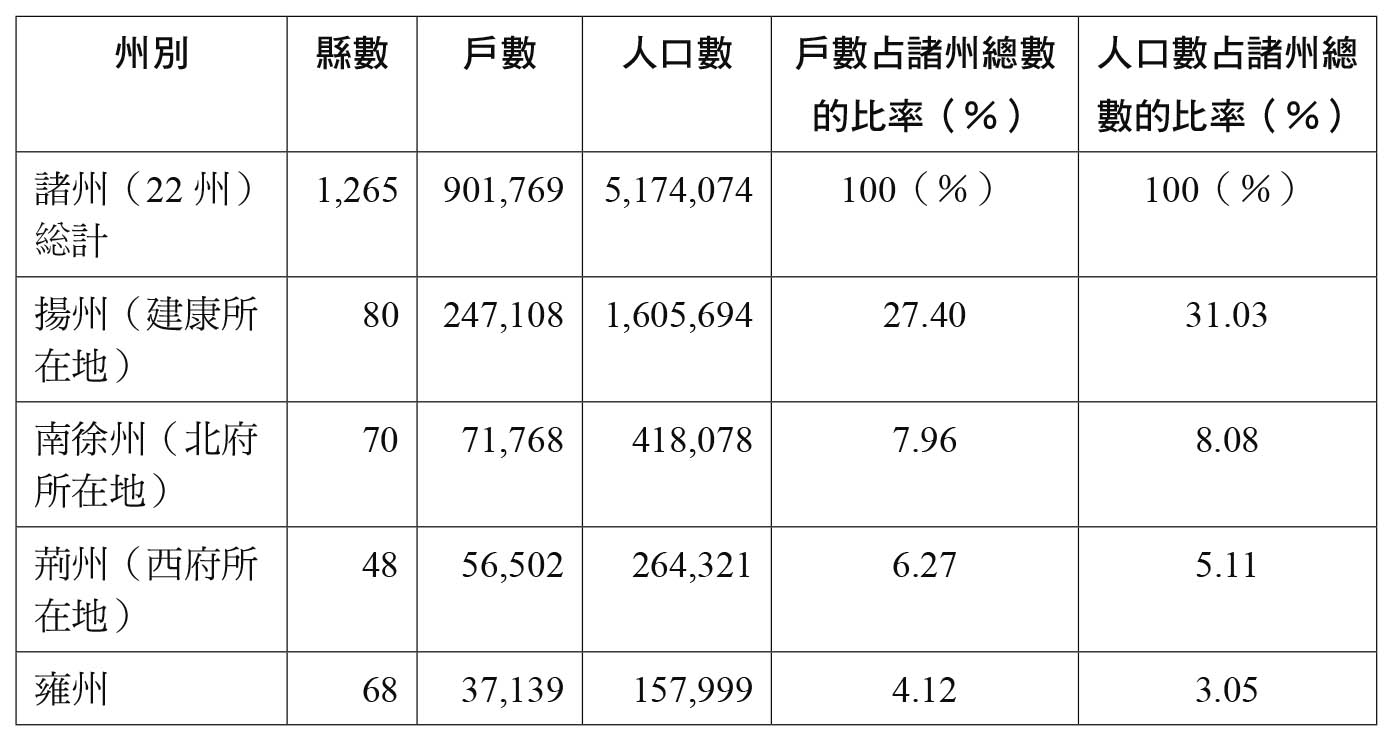 州別 縣數 戶數 人口數 戶數占諸州總數的比率（％） 人口數占諸州總數的比率（％）
諸州（22 州）総計 1,265 901,769 5,174,074 100（％） 100（％）
揚州（建康所在地） 80 247,108 1,605,694 27.40 31.03
南徐州（北府所在地） 70 71,768 418,078 7.96 8.08
荊州（西府所在地） 48 56,502 264,321 6.27 5.11
雍州 68 37,139 157,999 4.12 3.05